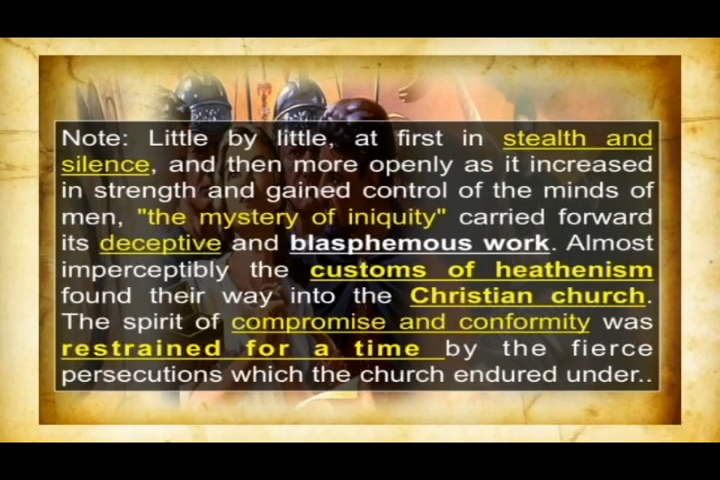 Note: Little by little, at first in stealth and
silence, and then more openly as it increased
in strength and gained control of the minds of
men, "the mystery of iniquity" carried forward
its deceptive and blasphemous work. Almost
imperceptibly the customs of heathenism
found their way into the Christian church.
The spirit of compromise and conformity was
restrained for a time by the fierce
persecutions which the church endured under..